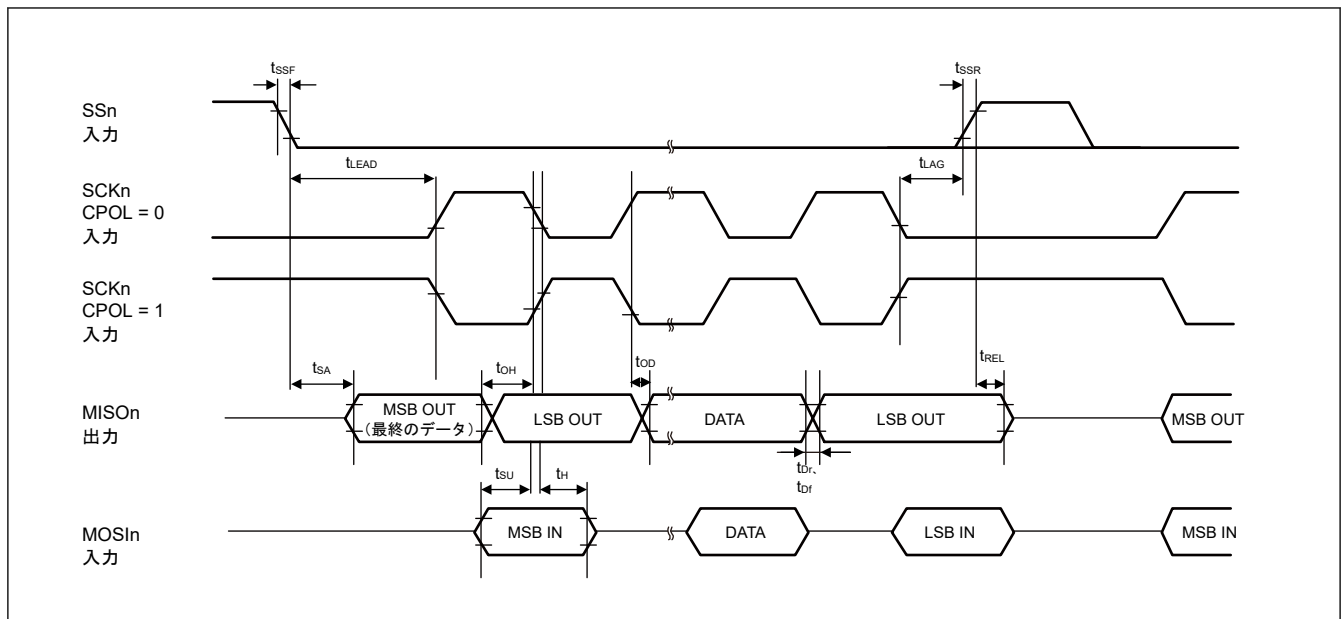 tSSF
tSSR
SSn
入力
tLEAD
tLAG
SCKn
CPOL = 0
入力
SCKn
CPOL = 1
入力
tSA
tOH
tOD
tREL
MISOn
出力
MSB OUT
(最終のデータ)
LSB OUT
DATA
LSB OUT
MSB OUT
tSU
tH
tDr、
tDf
MOSIn
入力
MSB IN
DATA
LSB IN
MSB IN